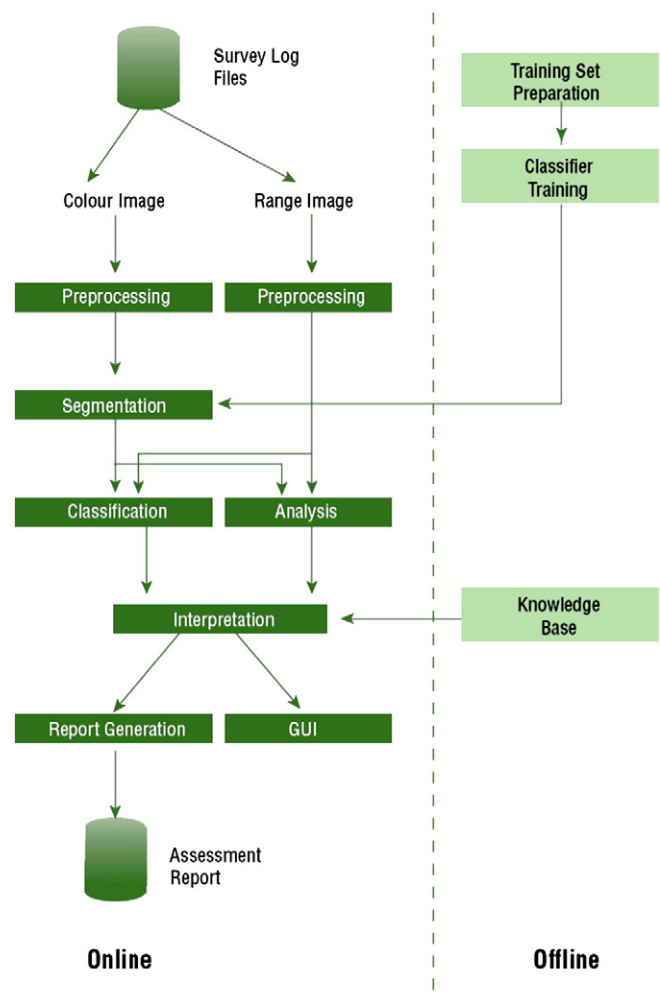 Survey Log
Files
Training Set
Preparation
Classifier
Training
Colour Image
Range Image
Preprocessing
Preprocessing
Segmentation
Classification
Analysis
Interpretation
Knowledge
Base
Report Generation
GUI
Assessment
Report
Online
Offline